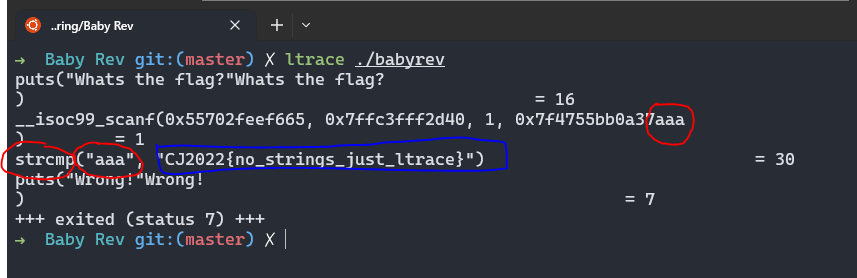 ..ring/Baby Rev
→ Baby Rev git:(master) ✗ ltrace ./babyrev
puts("Whats the flag?"Whats the flag?
) = 16
__isoc99_scanf(0x55702feef665, 0x7ffc3fff2d40, 1, 0x7f4755bb0a37aaa
) = 1
strcmp("aaa", "CJ2022{no_strings_just_ltrace}") = 30
puts("Wrong!"Wrong!
) = 7
+++ exited (status 7) +++
→ Baby Rev git:(master) ✗